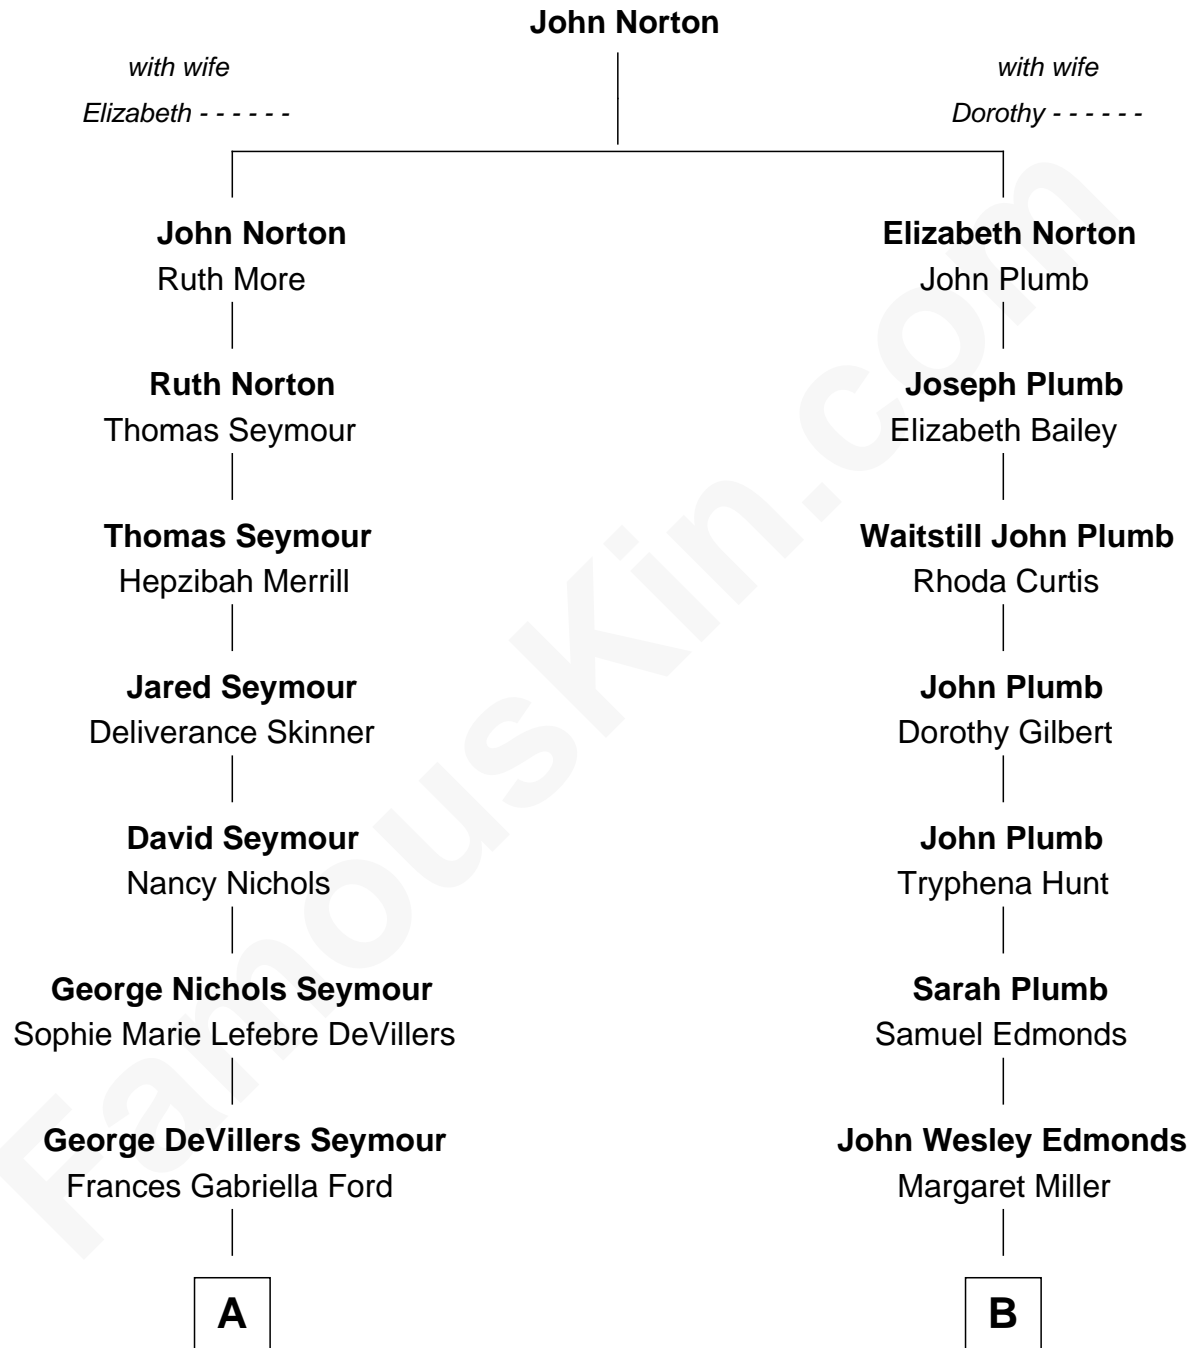 John Norton
with wife
Elizabeth - - - - - -
with wife
Dorothy - - - - - -
John Norton
Ruth More
Elizabeth Norton
John Plumb
Ruth Norton
Thomas Seymour
Joseph Plumb
Elizabeth Bailey
Thomas Seymour
Hepzibah Merrill
Waitstill John Plumb
Rhoda Curtis
Jared Seymour
Deliverance Skinner
John Plumb
Dorothy Gilbert
David Seymour
Nancy Nichols
John Plumb
Tryphena Hunt
George Nichols Seymour
Sophie Marie Lefebre DeVillers
Sarah Plumb
Samuel Edmonds
George DeVillers Seymour
Frances Gabriella Ford
John Wesley Edmonds
Margaret Miller
A
B
FamousKin.com